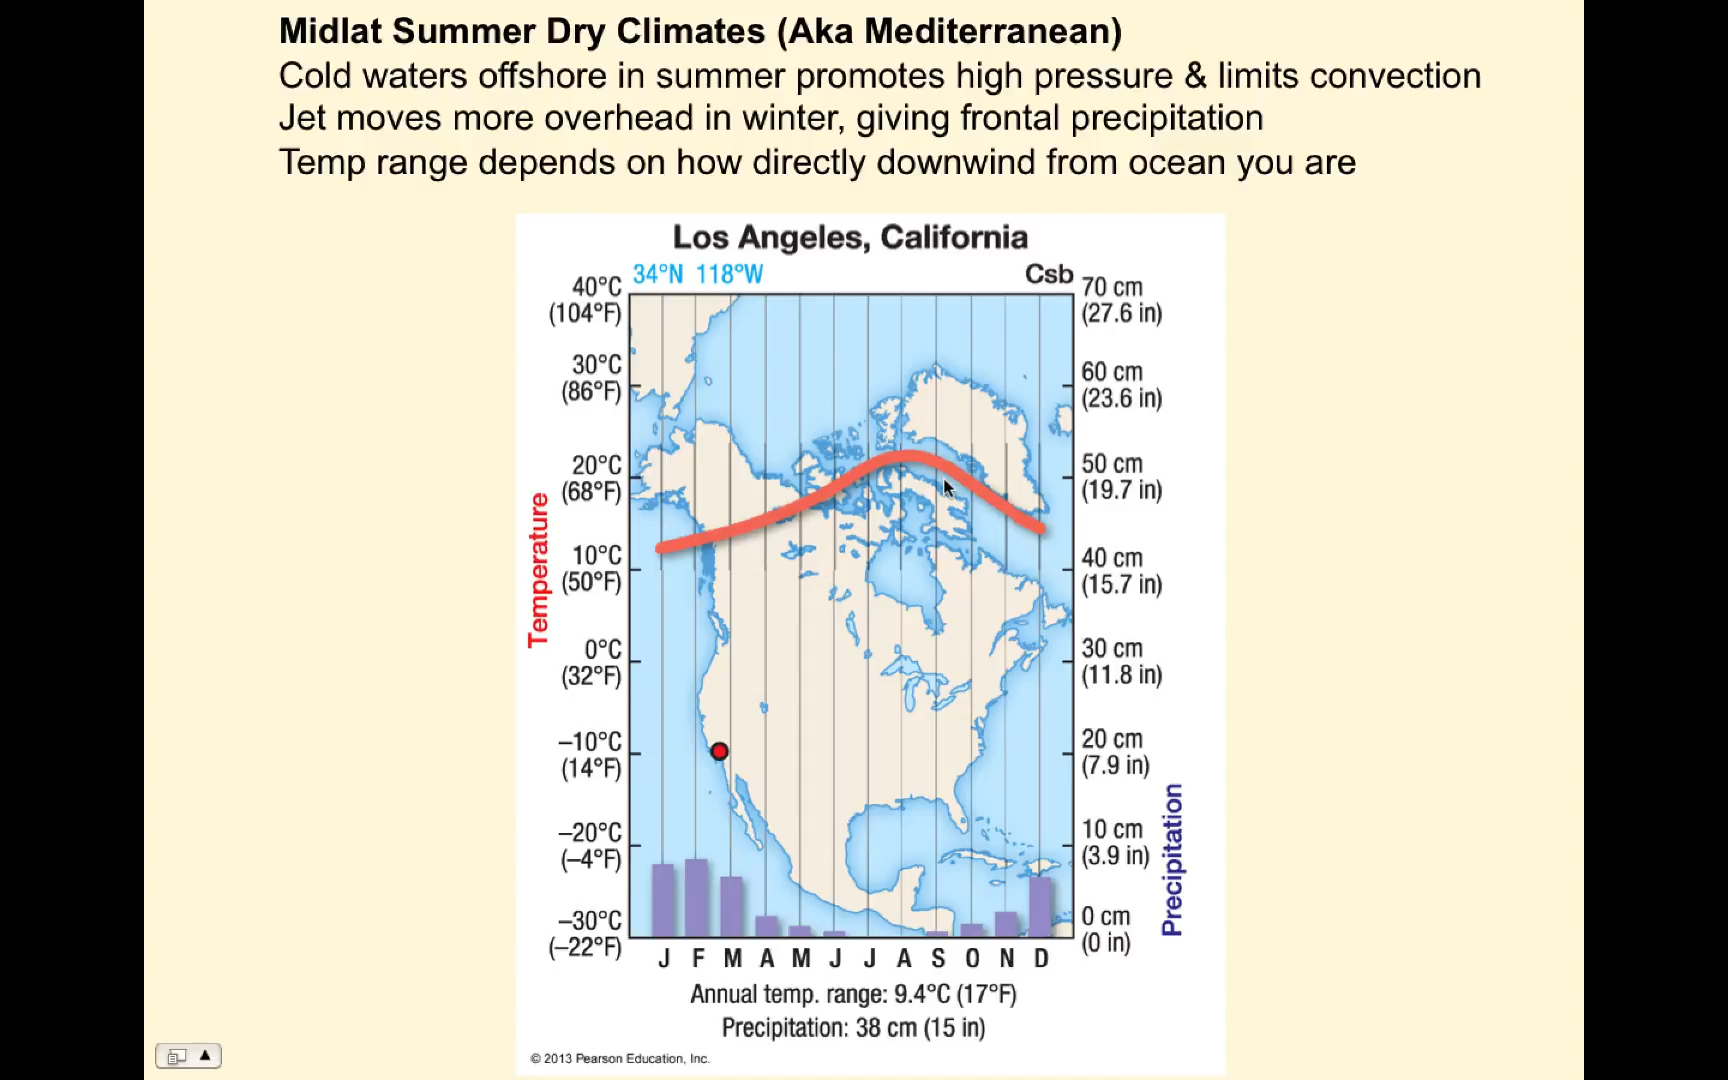 Midlat Summer Dry Climates (Aka Mediterranean)
Cold waters offshore in summer promotes high pressure & limits convection
Jet moves more overhead in winter, giving frontal precipitation
Temp range depends on how directly downwind from ocean you are
Los Angeles, California
34°N 118°W
Csb
40°C
(104°F)
30°C
(86°F)
20°C
(68°F)
10°C
(50°F)
0°C
(32°F)
–10°C
(14°F)
–20°C
(–4°F)
–30°C
(–22°F)
Temperature
70 cm
(27.6 in)
60 cm
(23.6 in)
50 cm
(19.7 in)
40 cm
(15.7 in)
30 cm
(11.8 in)
20 cm
(7.9 in)
10 cm
(3.9 in)
0 cm
(0 in)
Precipitation
J F M A M J J A S O N D
Annual temp. range: 9.4°C (17°F)
Precipitation: 38 cm (15 in)
© 2013 Pearson Education, Inc.